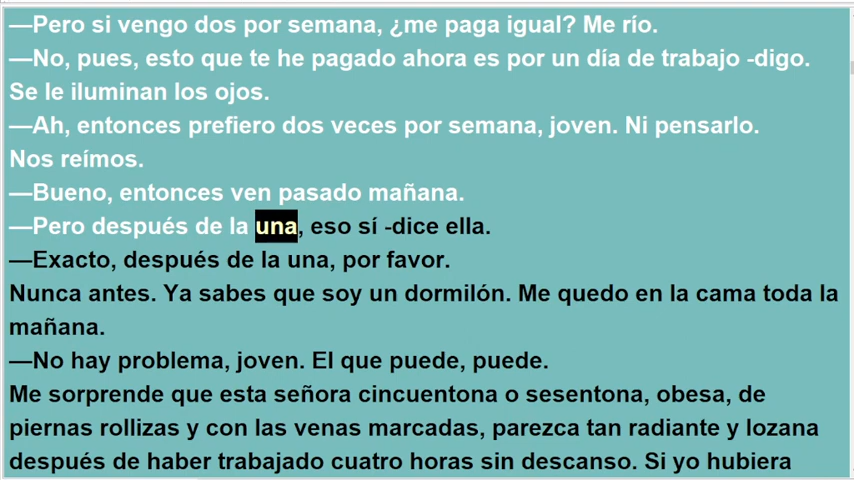 —Pero si vengo dos por semana, ¿me paga igual? Me río.
—No, pues, esto que te he pagado ahora es por un día de trabajo -digo.
Se le iluminan los ojos.
—Ah, entonces prefiero dos veces por semana, joven. Ni pensarlo.
Nos reímos.
—Bueno, entonces ven pasado mañana.
—Pero después de la una, eso sí -dice ella.
—Exacto, después de la una, por favor.
Nunca antes. Ya sabes que soy un dormilón. Me quedo en la cama toda la
mañana.
—No hay problema, joven. El que puede, puede.
Me sorprende que esta señora cincuentona o sesentona, obesa, de
piernas rollizas y con las venas marcadas, parezca tan radiante y lozana
después de haber trabajado cuatro horas sin descanso. Si yo hubiera